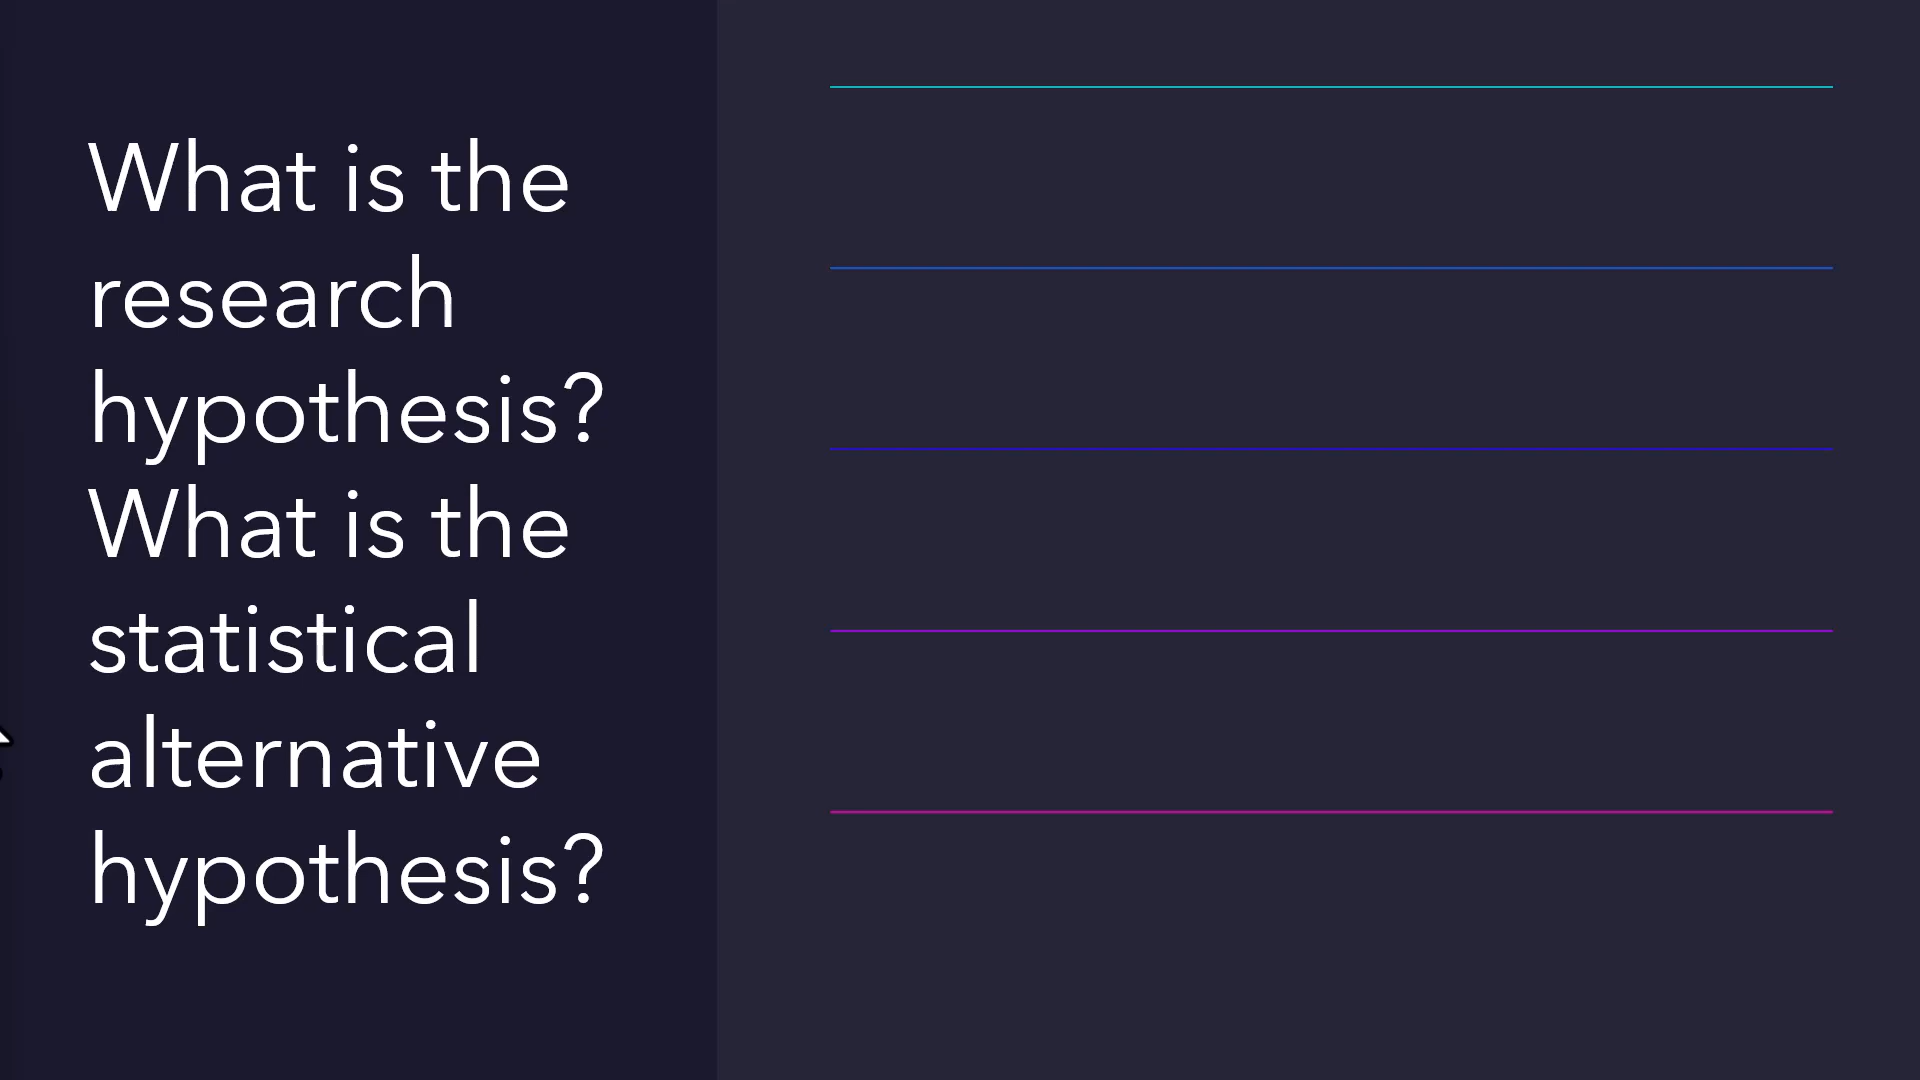 What is the
research
hypothesis?
What is the
statistical
alternative
hypothesis?